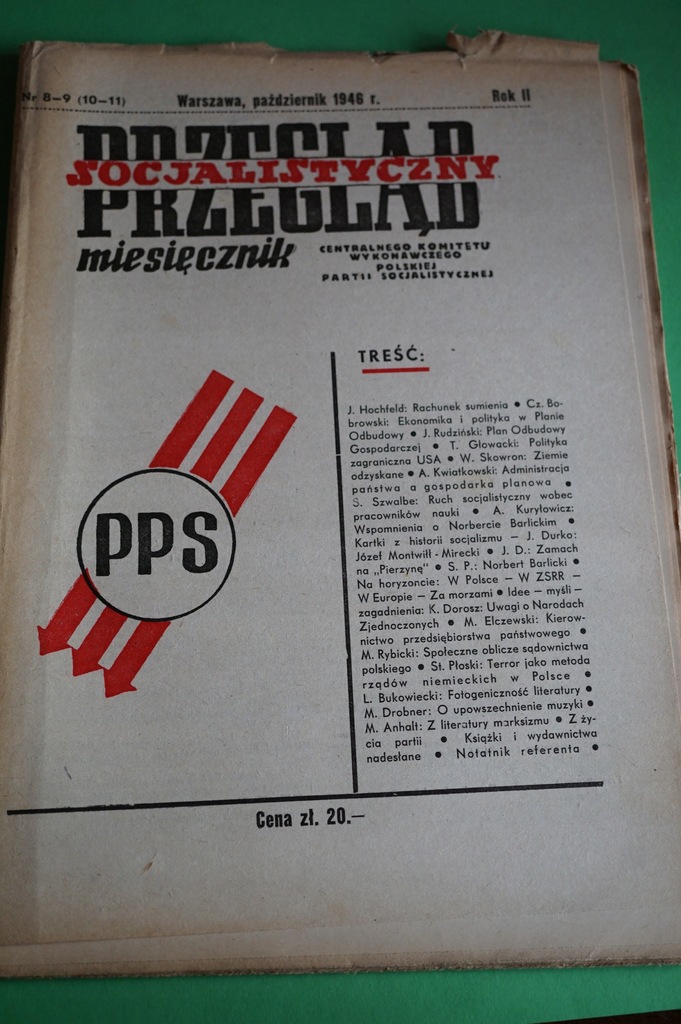 Nr 8–9 (10–11) Warszawa, październik 1946 r. Rok II
PRZEGLĄD
SOCJALISTYCZNY
miesięcznik
CENTRALNEGO KOMITETU
WYKONAWCZEGO
POLSKIEJ
PARTII SOCJALISTYCZNEJ
PPS
TREŚĆ:
J. Hochfeld: Rachunek sumienia • Cz. Bo-
browski: Ekonomika i polityka w Planie
Odbudowy • J. Rudziński: Plan Odbudowy
Gospodarczej • T. Głowacki: Polityka
zagraniczna USA • W. Skowron: Ziemie
odzyskane • A. Kwiatkowski: Administracja
państwa a gospodarka planowa •
S. Szwalbe: Ruch socjalistyczny wobec
pracowników nauki • A. Kuryłowicz:
Wspomnienia o Norbercie Barlickim •
Kartki z historii socjalizmu – J. Durko:
Józef Montwiłł - Mirecki • J. D.: Zamach
na „Pierzynę" • S. P.: Norbert Barlicki •
Na horyzoncie: W Polsce – W ZSRR –
W Europie – Za morzami • Idee – myśli –
zagadnienia: K. Dorosz: Uwagi o Narodach
Zjednoczonych • M. Elczewski: Kierow-
nictwo przedsiębiorstwa państwowego •
M. Rybicki: Społeczne oblicze sądownictwa
polskiego • St. Płoski: Terror jako metoda
rządów niemieckich w Polsce •
L. Bukowiecki: Fotogeniczność literatury •
M. Drobner: O upowszechnienie muzyki •
M. Anhalt: Z literatury marksizmu • Z ży-
cia partii • Książki i wydawnictwa
nadesłane • Notatnik referenta •
Cena zł. 20.—